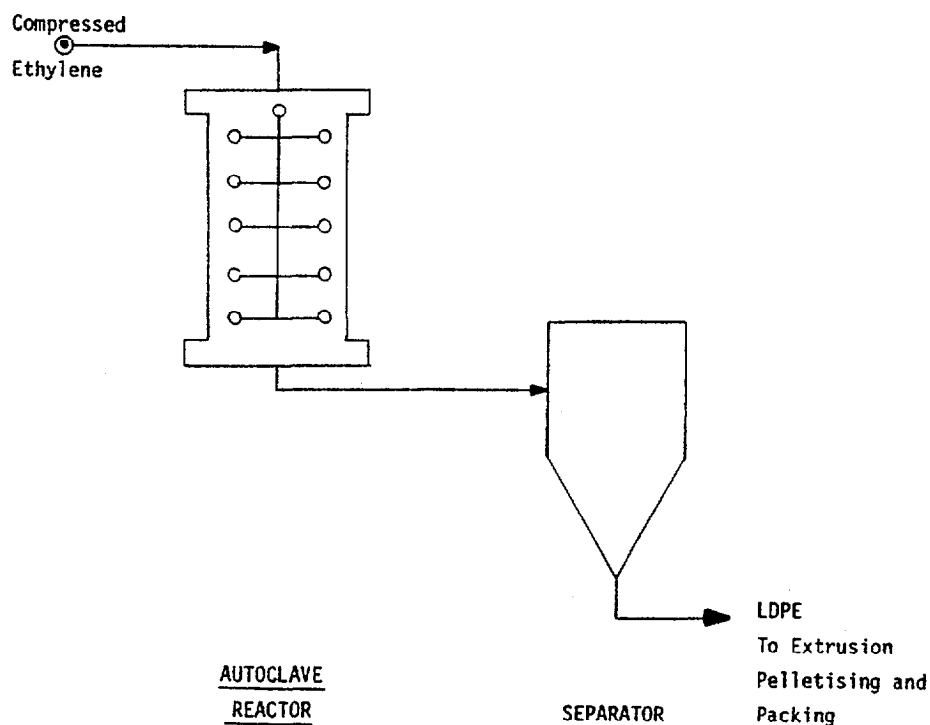 Compressed
Ethylene
LDPE
To Extrusion
Pelletising and
Packing
AUTOCLAVE
REACTOR
SEPARATOR